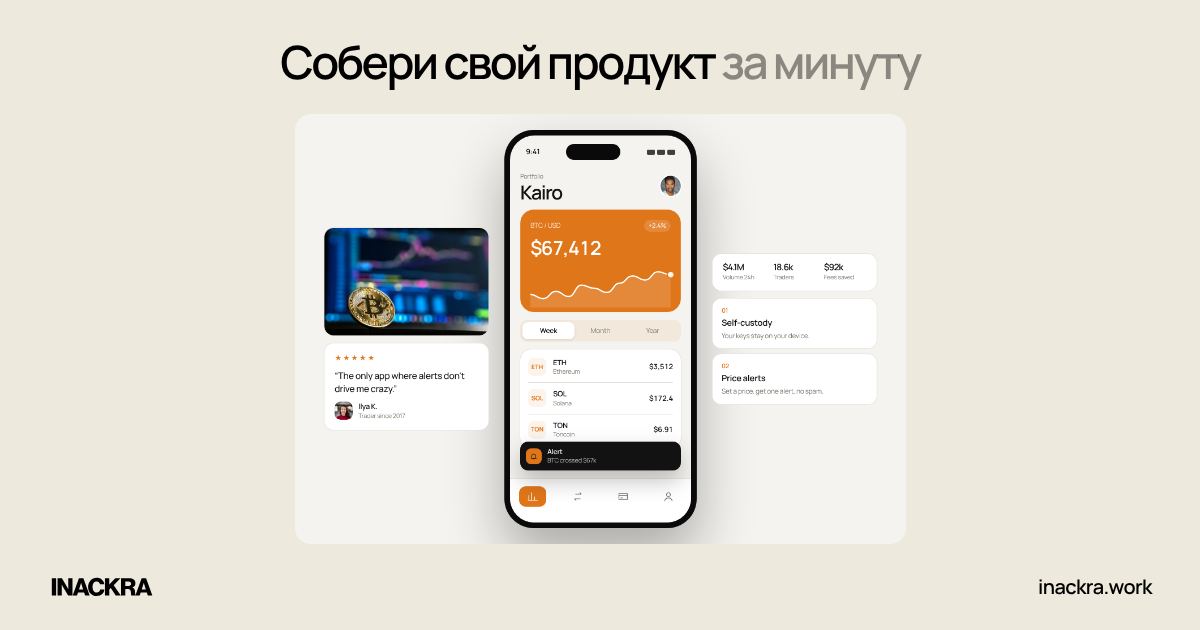 Собери свой продукт за минуту
9:41
Portfolio
Kairo
BTC / USD
+2.4%
$67,412
Week
Month
Year
ETH
ETH
Ethereum
$3,512
SOL
SOL
Solana
$172.4
TON
TON
Toncoin
$6.91
Alert
BTC crossed $67k
★★★★★
“The only app where alerts don't
drive me crazy.”
Ilya K.
Trader since 2017
$4.1M
18.6k
$92k
Volume 24h
Traders
Fees saved
01
Self-custody
Your keys stay on your device.
02
Price alerts
Set a price, get one alert, no spam.
INACKRA
inackra.work